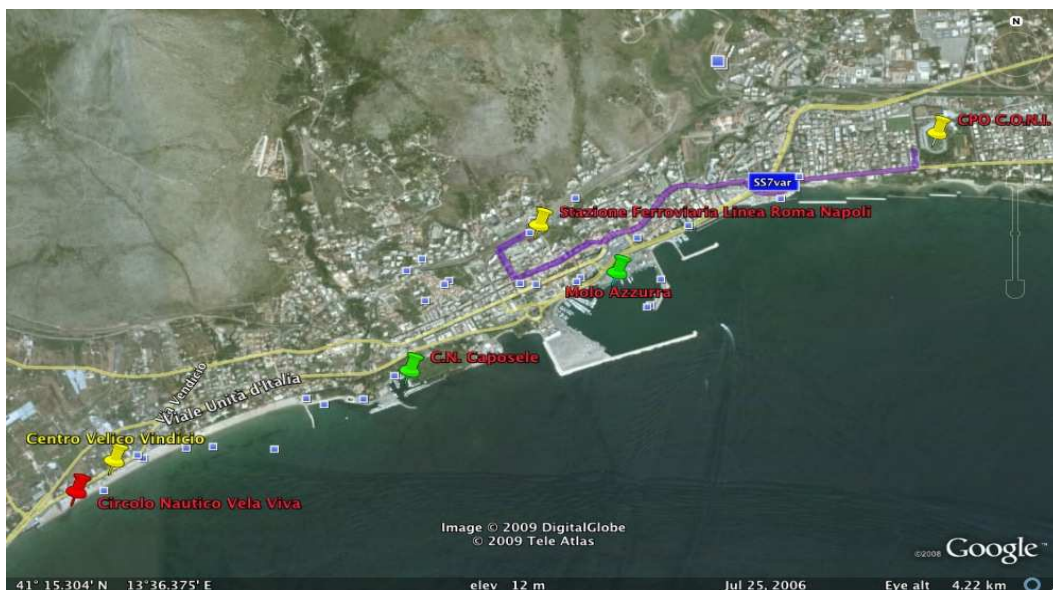 N
CPO C.O.N.I.
SS7var
Stazione Ferroviaria Linea Roma Napoli
Molo Azzurra
C.N. Caposele
Via Vendicio
Viale Unità d'Italia
Centro Velico Vindicio
Circolo Nautico Vela Viva
Image © 2009 DigitalGlobe
© 2009 Tele Atlas
©2008 Google™
41° 15.304' N 13°36.375' E elev 12 m Jul 25, 2006 Eye alt 4.22 km